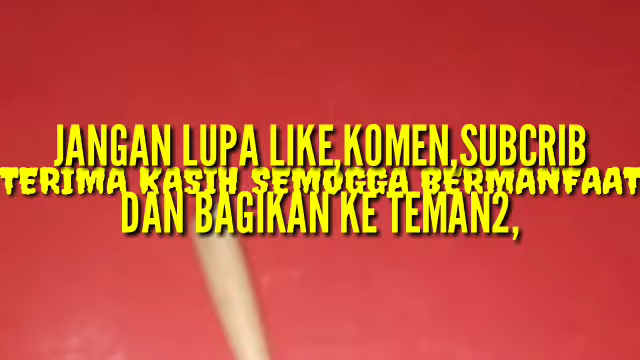 JANGAN LUPA LIKE,KOMEN,SUBCRIB
TERIMA KASIH SEMOGGA BERMANFAAT
DAN BAGIKAN KE TEMAN2,